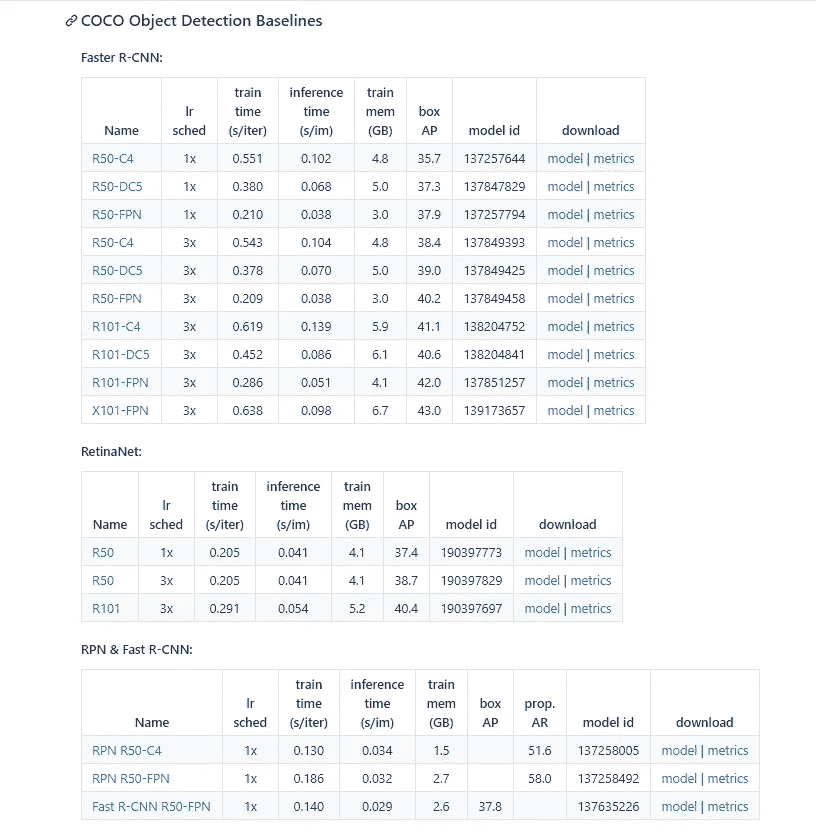 COCO Object Detection Baselines
Faster R-CNN:
Name lr sched train time (s/iter) inference time (s/im) train mem (GB) box AP model id download
R50-C4 1x 0.551 0.102 4.8 35.7 137257644 model | metrics
R50-DC5 1x 0.380 0.068 5.0 37.3 137847829 model | metrics
R50-FPN 1x 0.210 0.038 3.0 37.9 137257794 model | metrics
R50-C4 3x 0.543 0.104 4.8 38.4 137849393 model | metrics
R50-DC5 3x 0.378 0.070 5.0 39.0 137849425 model | metrics
R50-FPN 3x 0.209 0.038 3.0 40.2 137849458 model | metrics
R101-C4 3x 0.619 0.139 5.9 41.1 138204752 model | metrics
R101-DC5 3x 0.452 0.086 6.1 40.6 138204841 model | metrics
R101-FPN 3x 0.286 0.051 4.1 42.0 137851257 model | metrics
X101-FPN 3x 0.638 0.098 6.7 43.0 139173657 model | metrics
RetinaNet:
Name lr sched train time (s/iter) inference time (s/im) train mem (GB) box AP model id download
R50 1x 0.205 0.041 4.1 37.4 190397773 model | metrics
R50 3x 0.205 0.041 4.1 38.7 190397829 model | metrics
R101 3x 0.291 0.054 5.2 40.4 190397697 model | metrics
RPN & Fast R-CNN:
Name lr sched train time (s/iter) inference time (s/im) train mem (GB) box AP prop. AR model id download
RPN R50-C4 1x 0.130 0.034 1.5 51.6 137258005 model | metrics
RPN R50-FPN 1x 0.186 0.032 2.7 58.0 137258492 model | metrics
Fast R-CNN R50-FPN 1x 0.140 0.029 2.6 37.8 137635226 model | metrics